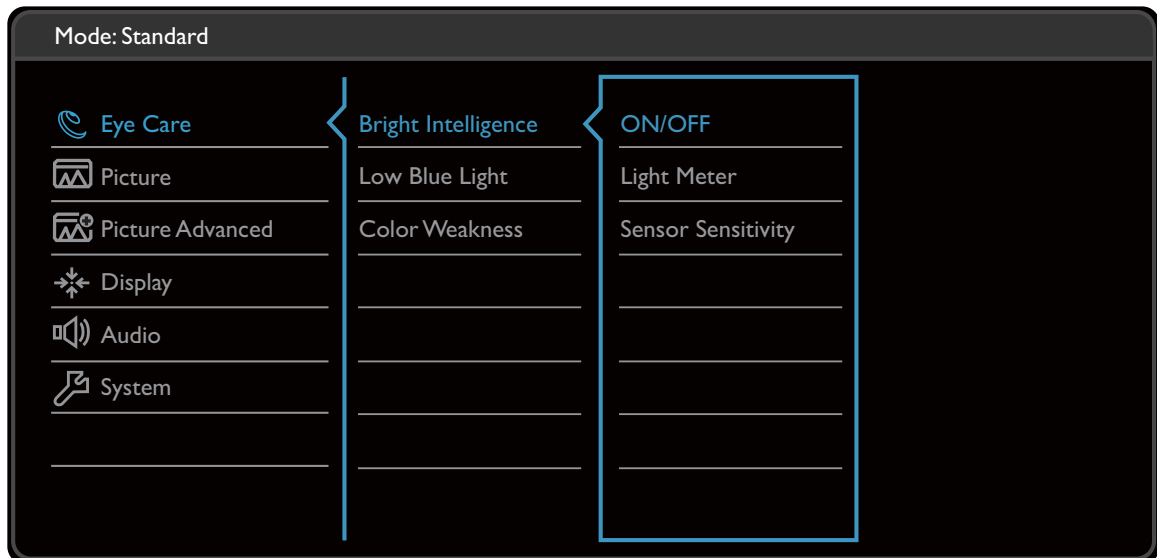 Mode: Standard
Eye Care
Bright Intelligence
ON/OFF
Picture
Low Blue Light
Light Meter
Picture Advanced
Color Weakness
Sensor Sensitivity
Display
Audio
System